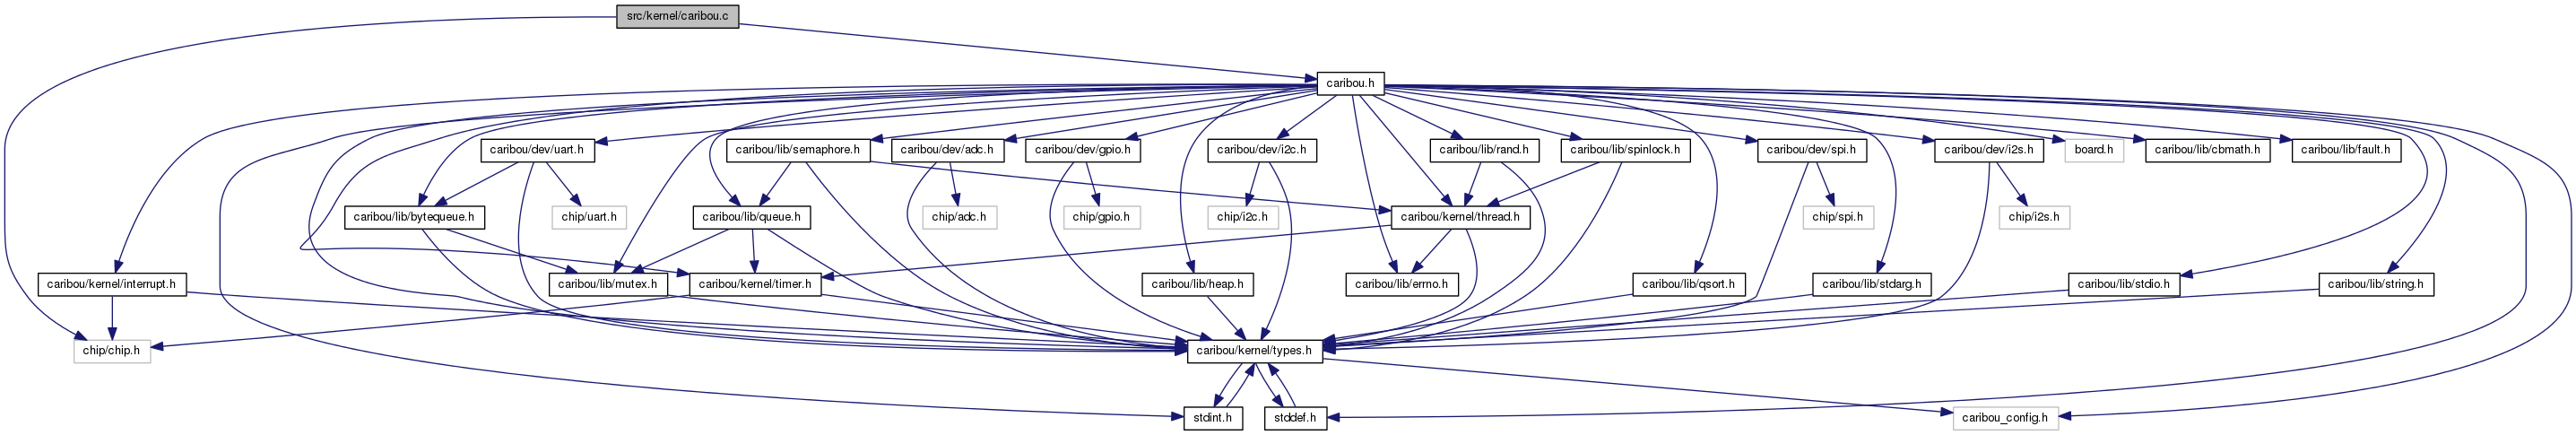 src/kernel/caribou.c
caribou.h
caribou/dev/uart.h
caribou/lib/semaphore.h
caribou/dev/adc.h
caribou/dev/gpio.h
caribou/dev/i2c.h
caribou/lib/rand.h
caribou/lib/spinlock.h
caribou/dev/spi.h
caribou/dev/i2s.h
board.h
caribou/lib/cbmath.h
caribou/lib/fault.h
caribou/lib/bytequeue.h
chip/uart.h
caribou/lib/queue.h
chip/adc.h
chip/gpio.h
chip/i2c.h
caribou/kernel/thread.h
chip/spi.h
chip/i2s.h
caribou/kernel/interrupt.h
caribou/lib/mutex.h
caribou/kernel/timer.h
caribou/lib/heap.h
caribou/lib/errno.h
caribou/lib/qsort.h
caribou/lib/stdarg.h
caribou/lib/stdio.h
caribou/lib/string.h
chip/chip.h
caribou/kernel/types.h
stdint.h
stddef.h
caribou_config.h